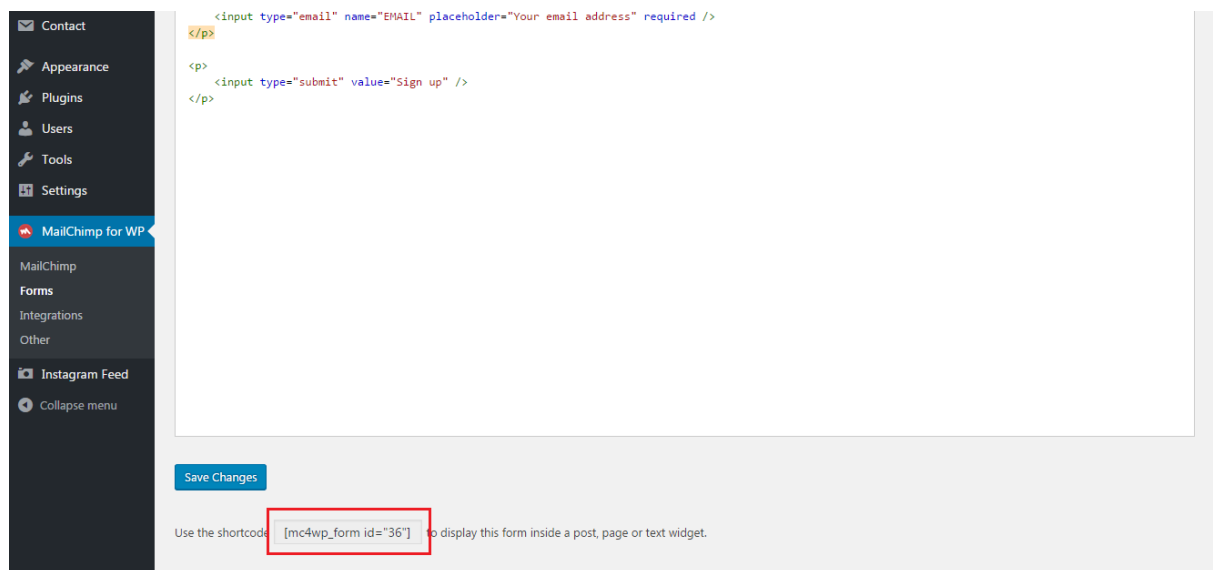 Contact
Appearance
Plugins
Users
Tools
Settings
MailChimp for WP
MailChimp
Forms
Integrations
Other
Instagram Feed
Collapse menu
<input type="email" name="EMAIL" placeholder="Your email address" required />
</p>
<p>
<input type="submit" value="Sign up" />
</p>
Save Changes
Use the shortcode [mc4wp_form id="36"] to display this form inside a post, page or text widget.